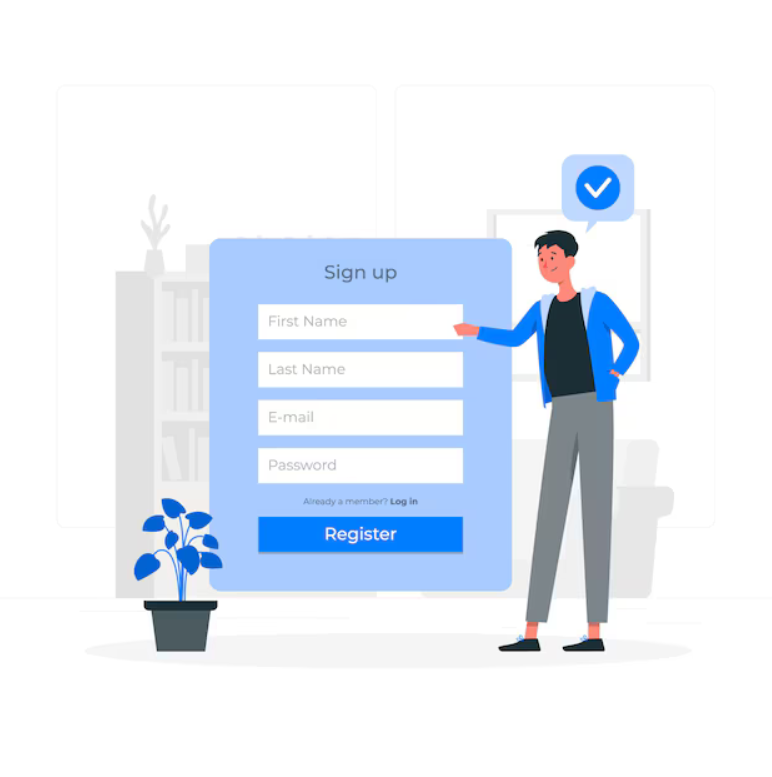 Sign up
First Name
Last Name
E-mail
Password
Already a member? Log in
Register